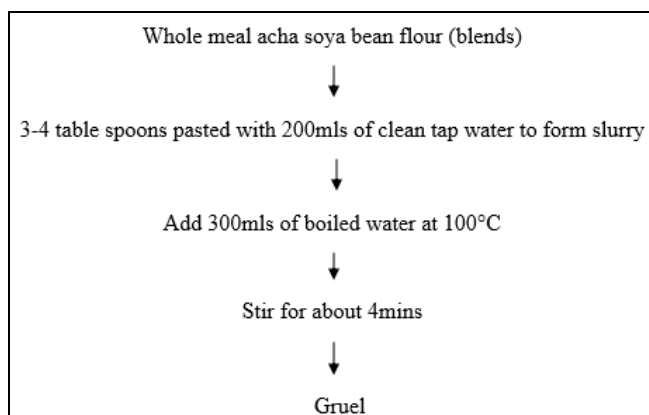 Whole meal acha soya bean flour (blends)
3-4 table spoons pasted with 200mls of clean tap water to form slurry
Add 300mls of boiled water at 100°C
Stir for about 4mins
Gruel